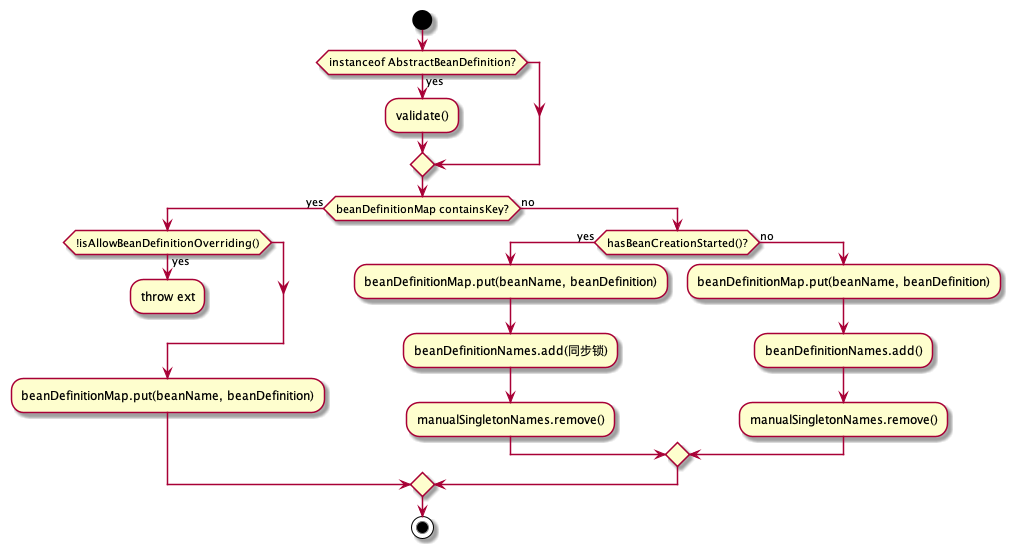 instanceof AbstractBeanDefinition?
yes
validate()
yes
beanDefinitionMap containsKey?
no
!isAllowBeanDefinitionOverriding()
yes
throw ext
beanDefinitionMap.put(beanName, beanDefinition)
yes
hasBeanCreationStarted()?
no
beanDefinitionMap.put(beanName, beanDefinition)
beanDefinitionNames.add(同步锁)
manualSingletonNames.remove()
beanDefinitionMap.put(beanName, beanDefinition)
beanDefinitionNames.add()
manualSingletonNames.remove()